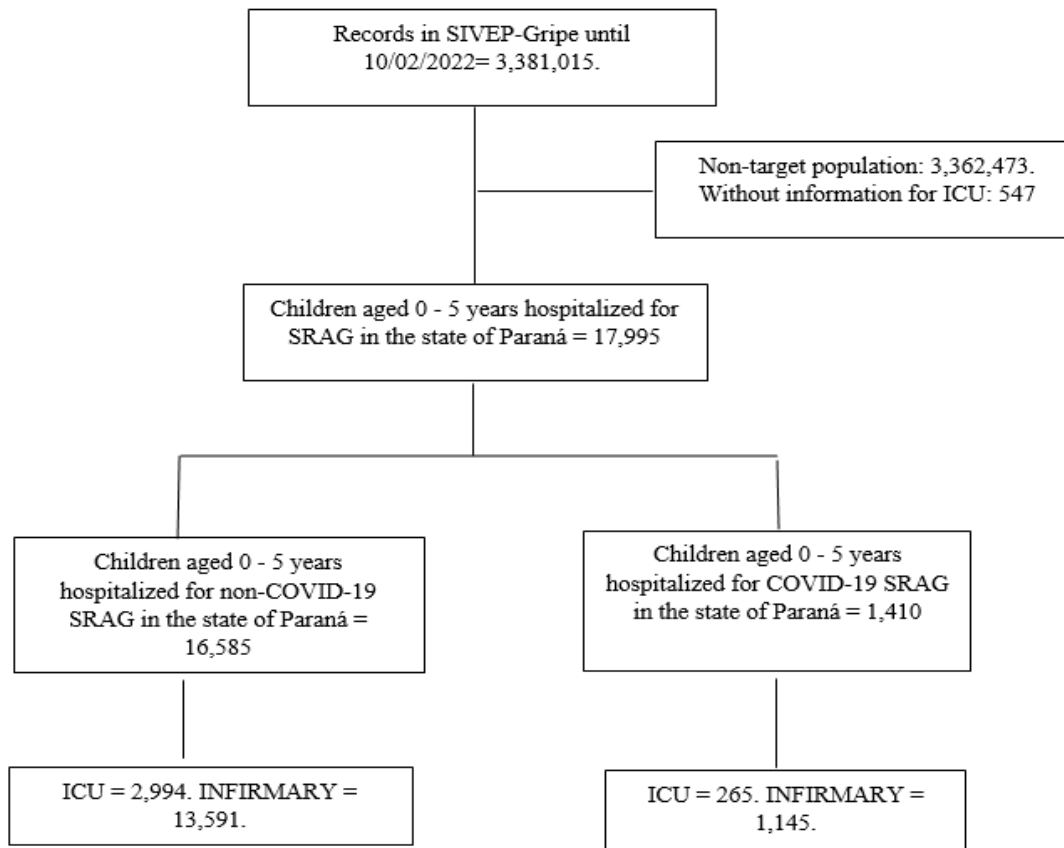 Records in SIVEP-Gripe until
10/02/2022= 3,381,015.
Non-target population: 3,362,473.
Without information for ICU: 547
Children aged 0 - 5 years hospitalized for
SRAG in the state of Paraná = 17,995
Children aged 0 - 5 years
hospitalized for non-COVID-19
SRAG in the state of Paraná =
16,585
Children aged 0 - 5 years
hospitalized for COVID-19 SRAG
in the state of Paraná = 1,410
ICU = 2,994. INFIRMARY =
13,591.
ICU = 265. INFIRMARY =
1,145.